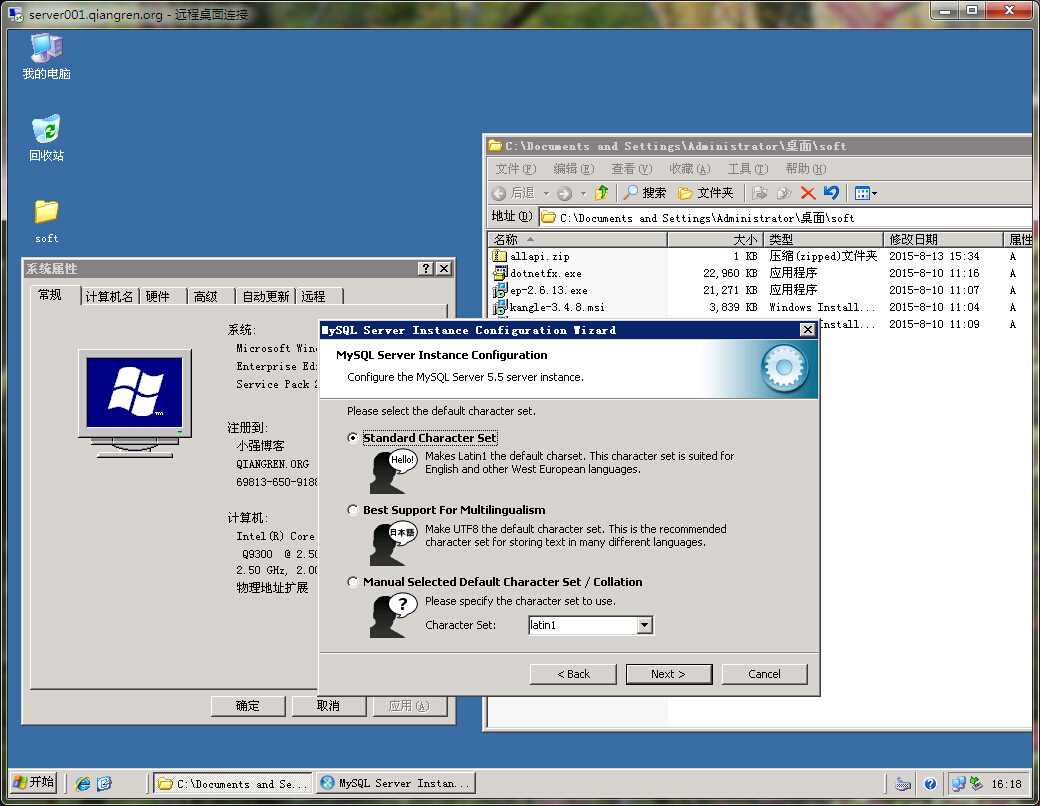 server001.qiangren.org - 远程桌面连接
我的电脑
回收站
soft
C:\Documents and Settings\Administrator\桌面\soft
文件(F) 编辑(E) 查看(V) 收藏(A) 工具(T) 帮助(H)
后退 搜索 文件夹
地址(D) C:\Documents and Settings\Administrator\桌面\soft
名称 大小 类型 修改日期 属性
allapi.zip 1 KB 压缩(zipped)文件夹 2015-8-13 15:34 A
dotnetfx.exe 22,960 KB 应用程序 2015-8-10 11:16 A
ep-2.6.13.exe 21,271 KB 应用程序 2015-8-10 11:07 A
kangle-3.4.8.msi 3,839 KB Windows Install... 2015-8-10 11:04 A
nstall... 2015-8-10 11:09 A
系统属性
常规 计算机名 硬件 高级 自动更新 远程
系统:
Microsoft Win
Enterprise Ed
Service Pack 2
注册到:
小强博客
QIANGREN.ORG
69813-650-9188
计算机:
Intel(R) Core
Q9300 @ 2.50
2.50 GHz, 2.00
物理地址扩展
确定 取消 应用(A)
MySQL Server Instance Configuration Wizard
MySQL Server Instance Configuration
Configure the MySQL Server 5.5 server instance.
Please select the default character set.
Standard Character Set
Hello!
Makes Latin1 the default charset. This character set is suited for
English and other West European languages.
Best Support For Multilingualism
日本語
Make UTF8 the default character set. This is the recommended
character set for storing text in many different languages.
Manual Selected Default Character Set / Collation
?
Please specify the character set to use.
Character Set: latin1
< Back Next > Cancel
开始 C:\Documents and Se... MySQL Server Instan... 16:18